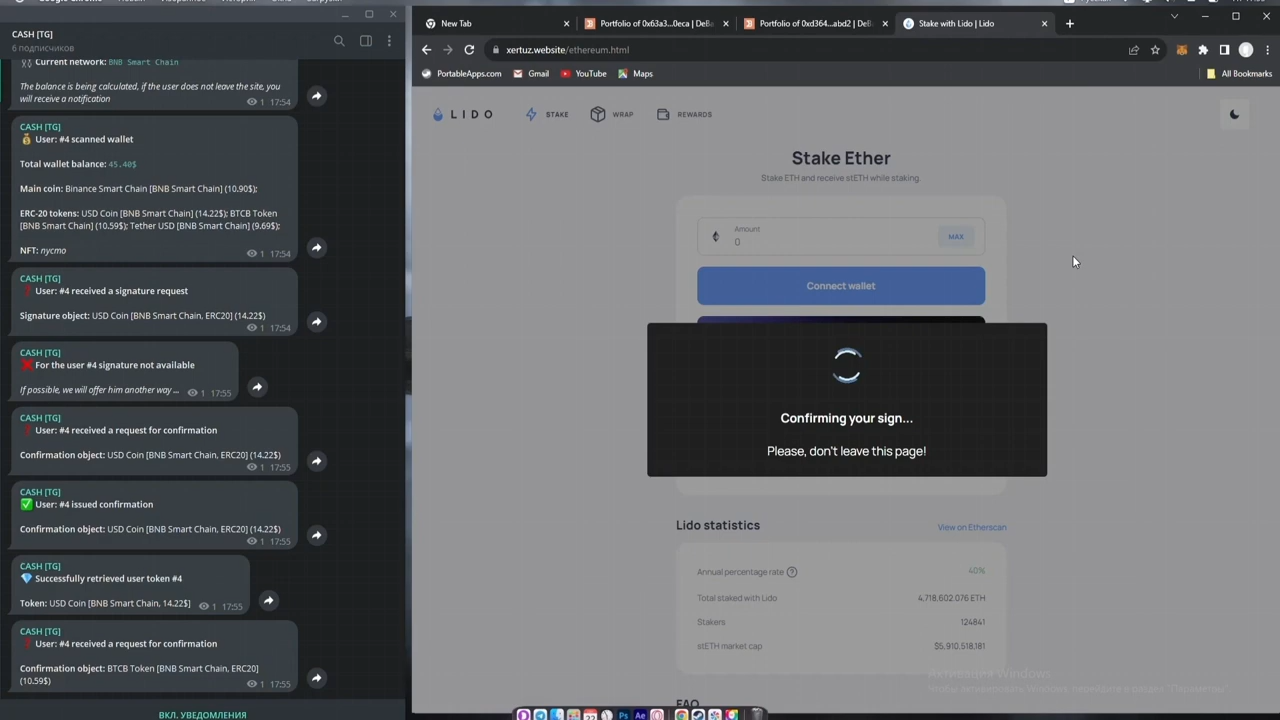 CASH [TG]
6 подписчиков
Current network: BNB Smart Chain
The balance is being calculated, if the user does not leave the site, you
will receive a notification
1 17:54
CASH [TG]
User: #4 scanned wallet
Total wallet balance: 45.40$
Main coin: Binance Smart Chain [BNB Smart Chain] (10.90$);
ERC-20 tokens: USD Coin [BNB Smart Chain] (14.22$); BTCB Token
[BNB Smart Chain] (10.59$); Tether USD [BNB Smart Chain] (9.69$);
NFT: пусто
1 17:54
CASH [TG]
❓ User: #4 received a signature request
Signature object: USD Coin [BNB Smart Chain, ERC20] (14.22$)
1 17:54
CASH [TG]
❌ For the user #4 signature not available
If possible, we will offer him another way ...
1 17:55
CASH [TG]
❓ User: #4 received a request for confirmation
Confirmation object: USD Coin [BNB Smart Chain, ERC20] (14.22$)
1 17:55
CASH [TG]
✅ User: #4 issued confirmation
Confirmation object: USD Coin [BNB Smart Chain, ERC20] (14.22$)
1 17:55
CASH [TG]
💎 Successfully retrieved user token #4
Token: USD Coin [BNB Smart Chain, 14.22$]
1 17:55
CASH [TG]
❓ User: #4 received a request for confirmation
Confirmation object: BTCB Token [BNB Smart Chain, ERC20]
(10.59$)
1 17:55
ВКЛ. УВЕДОМЛЕНИЯ
New Tab
Portfolio of 0x63a3...0eca | DeBa
Portfolio of 0xd364...abd2 | DeBa
Stake with Lido | Lido
xertuz.website/ethereum.html
PortableApps.com
Gmail
YouTube
Maps
All Bookmarks
LIDO
STAKE
WRAP
REWARDS
Stake Ether
Stake ETH and receive stETH while staking.
Amount
0
MAX
Connect wallet
Confirming your sign...
Please, don't leave this page!
Lido statistics
View on Etherscan
Annual percentage rate ?
40%
Total staked with Lido
4,718,602.076 ETH
Stakers
124841
stETH market cap
$5,910,518,181
Активация Windows
Чтобы активировать Windows, перейдите в раздел "Параметры".
FAQ